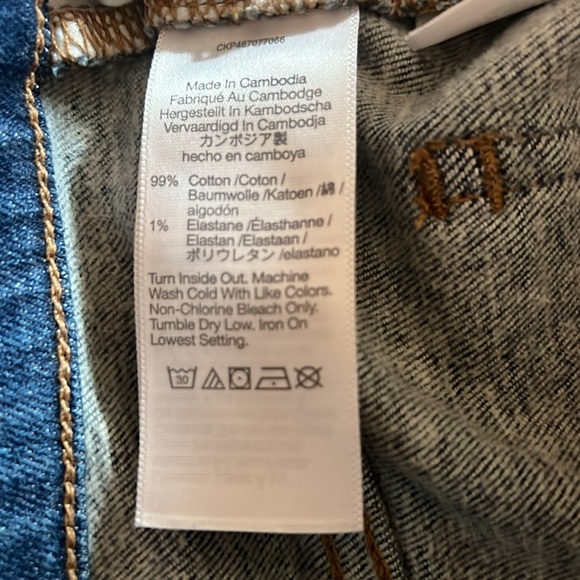 CKP467077066
Made In Cambodia
Fabriqué Au Cambodge
Hergestellt In Kambodscha
Vervaardigd In Cambodja
カンボジア製
hecho en camboya
99% Cotton /Coton /
Baumwolle /Katoen /綿 /
algodón
1% Elastane /Élasthanne /
Elastan /Elastaan /
ポリウレタン /elastano
Turn Inside Out. Machine
Wash Cold With Like Colors.
Non-Chlorine Bleach Only.
Tumble Dry Low. Iron On
Lowest Setting.
30